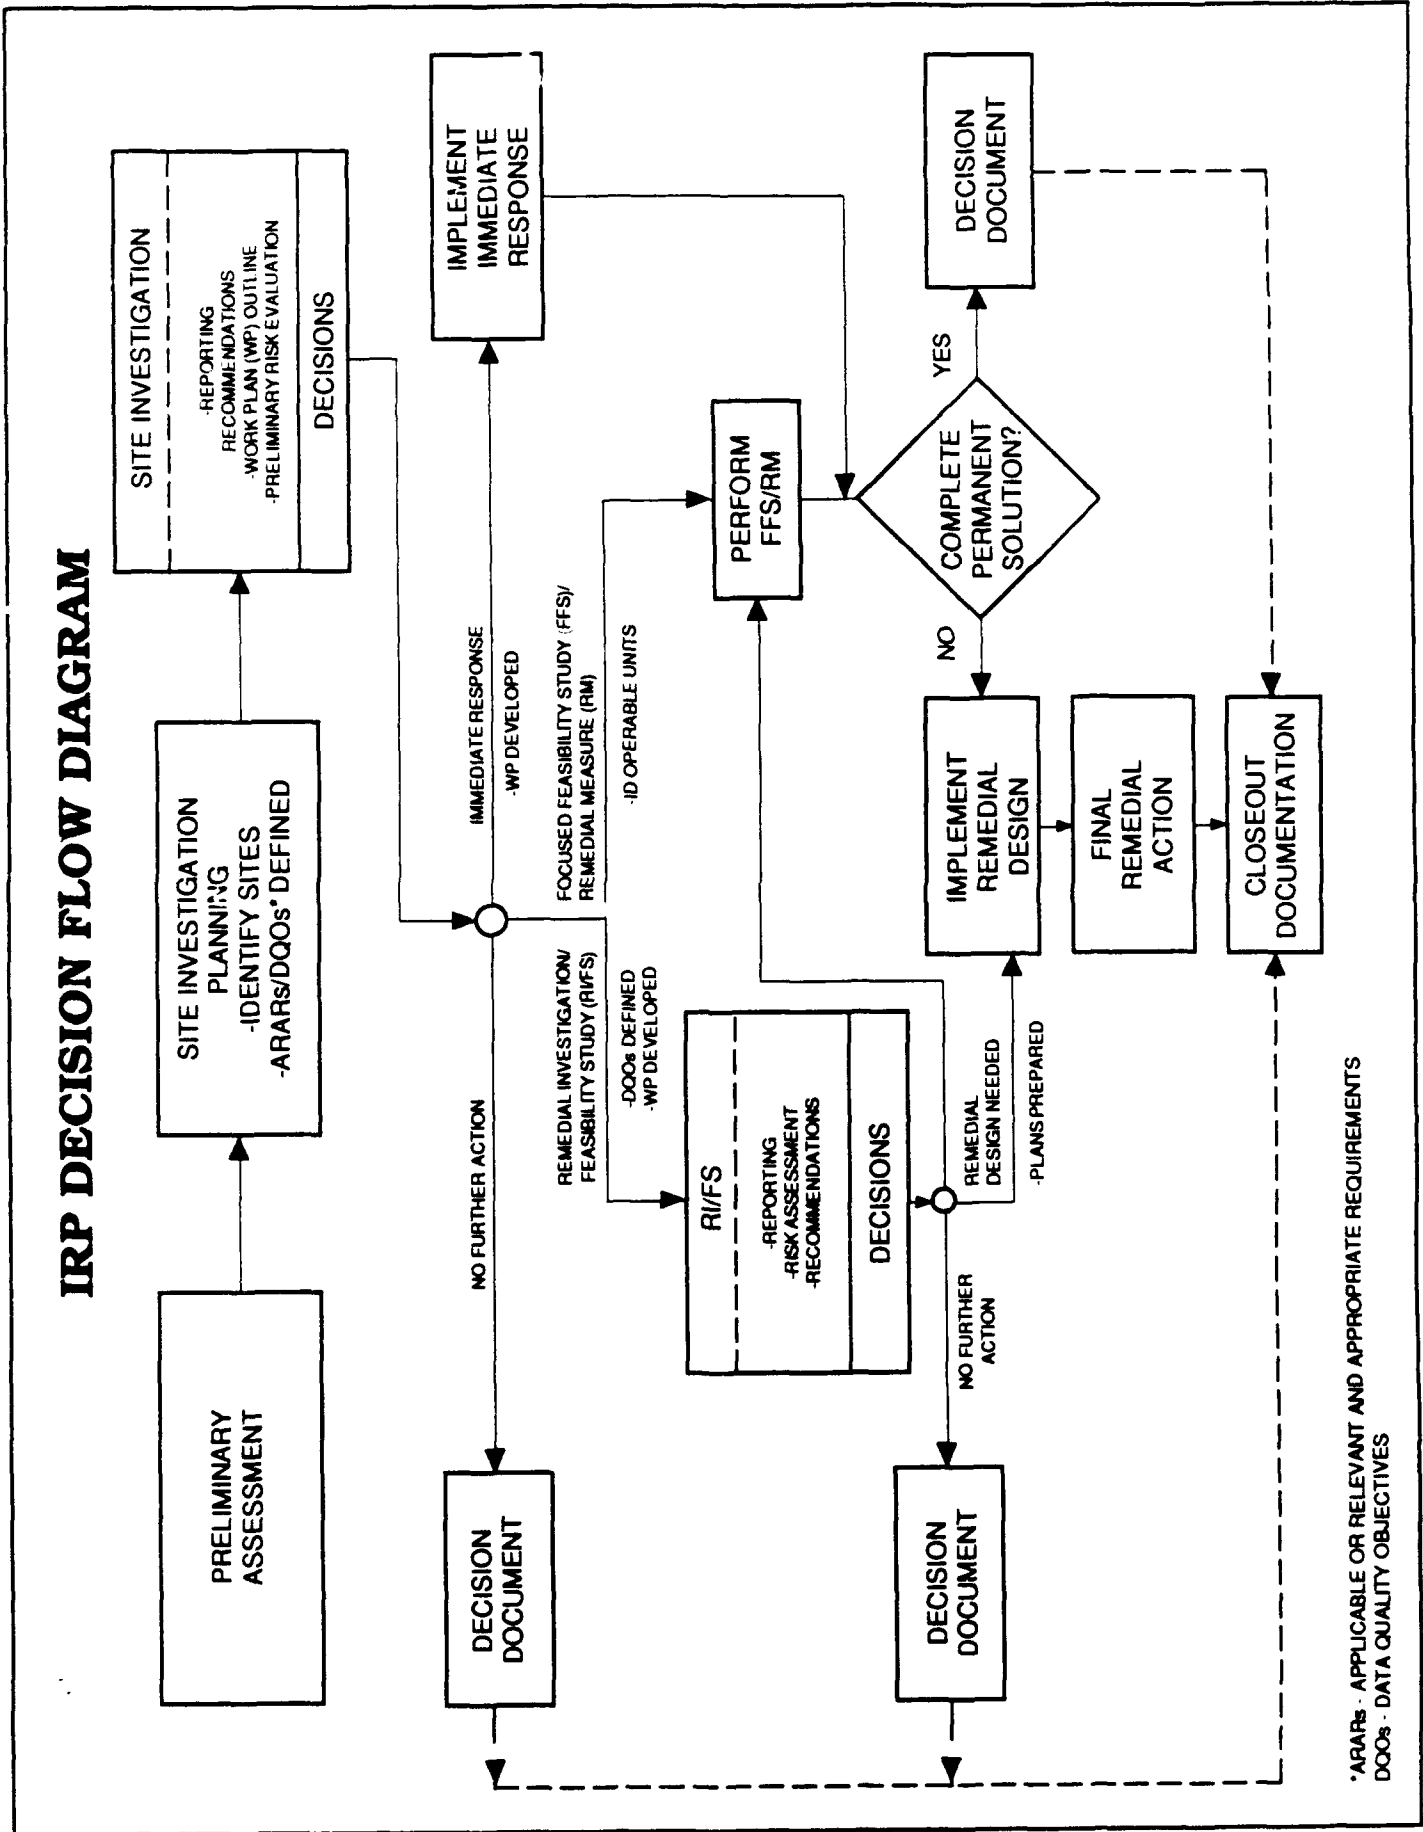 IRP DECISION FLOW DIAGRAM
PRELIMINARY
ASSESSMENT
SITE INVESTIGATION
PLANNING
-IDENTIFY SITES
-ARARs/DQOs* DEFINED
SITE INVESTIGATION
-REPORTING
RECOMMENDATIONS
-WORK PLAN (WP) OUTLINE
-PRELIMINARY RISK EVALUATION
DECISIONS
NO FURTHER ACTION
IMMEDIATE RESPONSE
-WP DEVELOPED
IMPLEMENT
IMMEDIATE
RESPONSE
DECISION
DOCUMENT
REMEDIAL INVESTIGATION/
FEASIBILITY STUDY (RI/FS)
-DQOs DEFINED
-WP DEVELOPED
FOCUSED FEASIBILITY STUDY (FFS)/
REMEDIAL MEASURE (RM)
-ID OPERABLE UNITS
RI/FS
-REPORTING
-RISK ASSESSMENT
-RECOMMENDATIONS
DECISIONS
PERFORM
FFS/RM
COMPLETE
PERMANENT
SOLUTION?
NO
YES
DECISION
DOCUMENT
NO FURTHER
ACTION
REMEDIAL
DESIGN NEEDED
-PLANS PREPARED
DECISION
DOCUMENT
IMPLEMENT
REMEDIAL
DESIGN
FINAL
REMEDIAL
ACTION
CLOSEOUT
DOCUMENTATION
*ARARs - APPLICABLE OR RELEVANT AND APPROPRIATE REQUIREMENTS
DQOs - DATA QUALITY OBJECTIVES